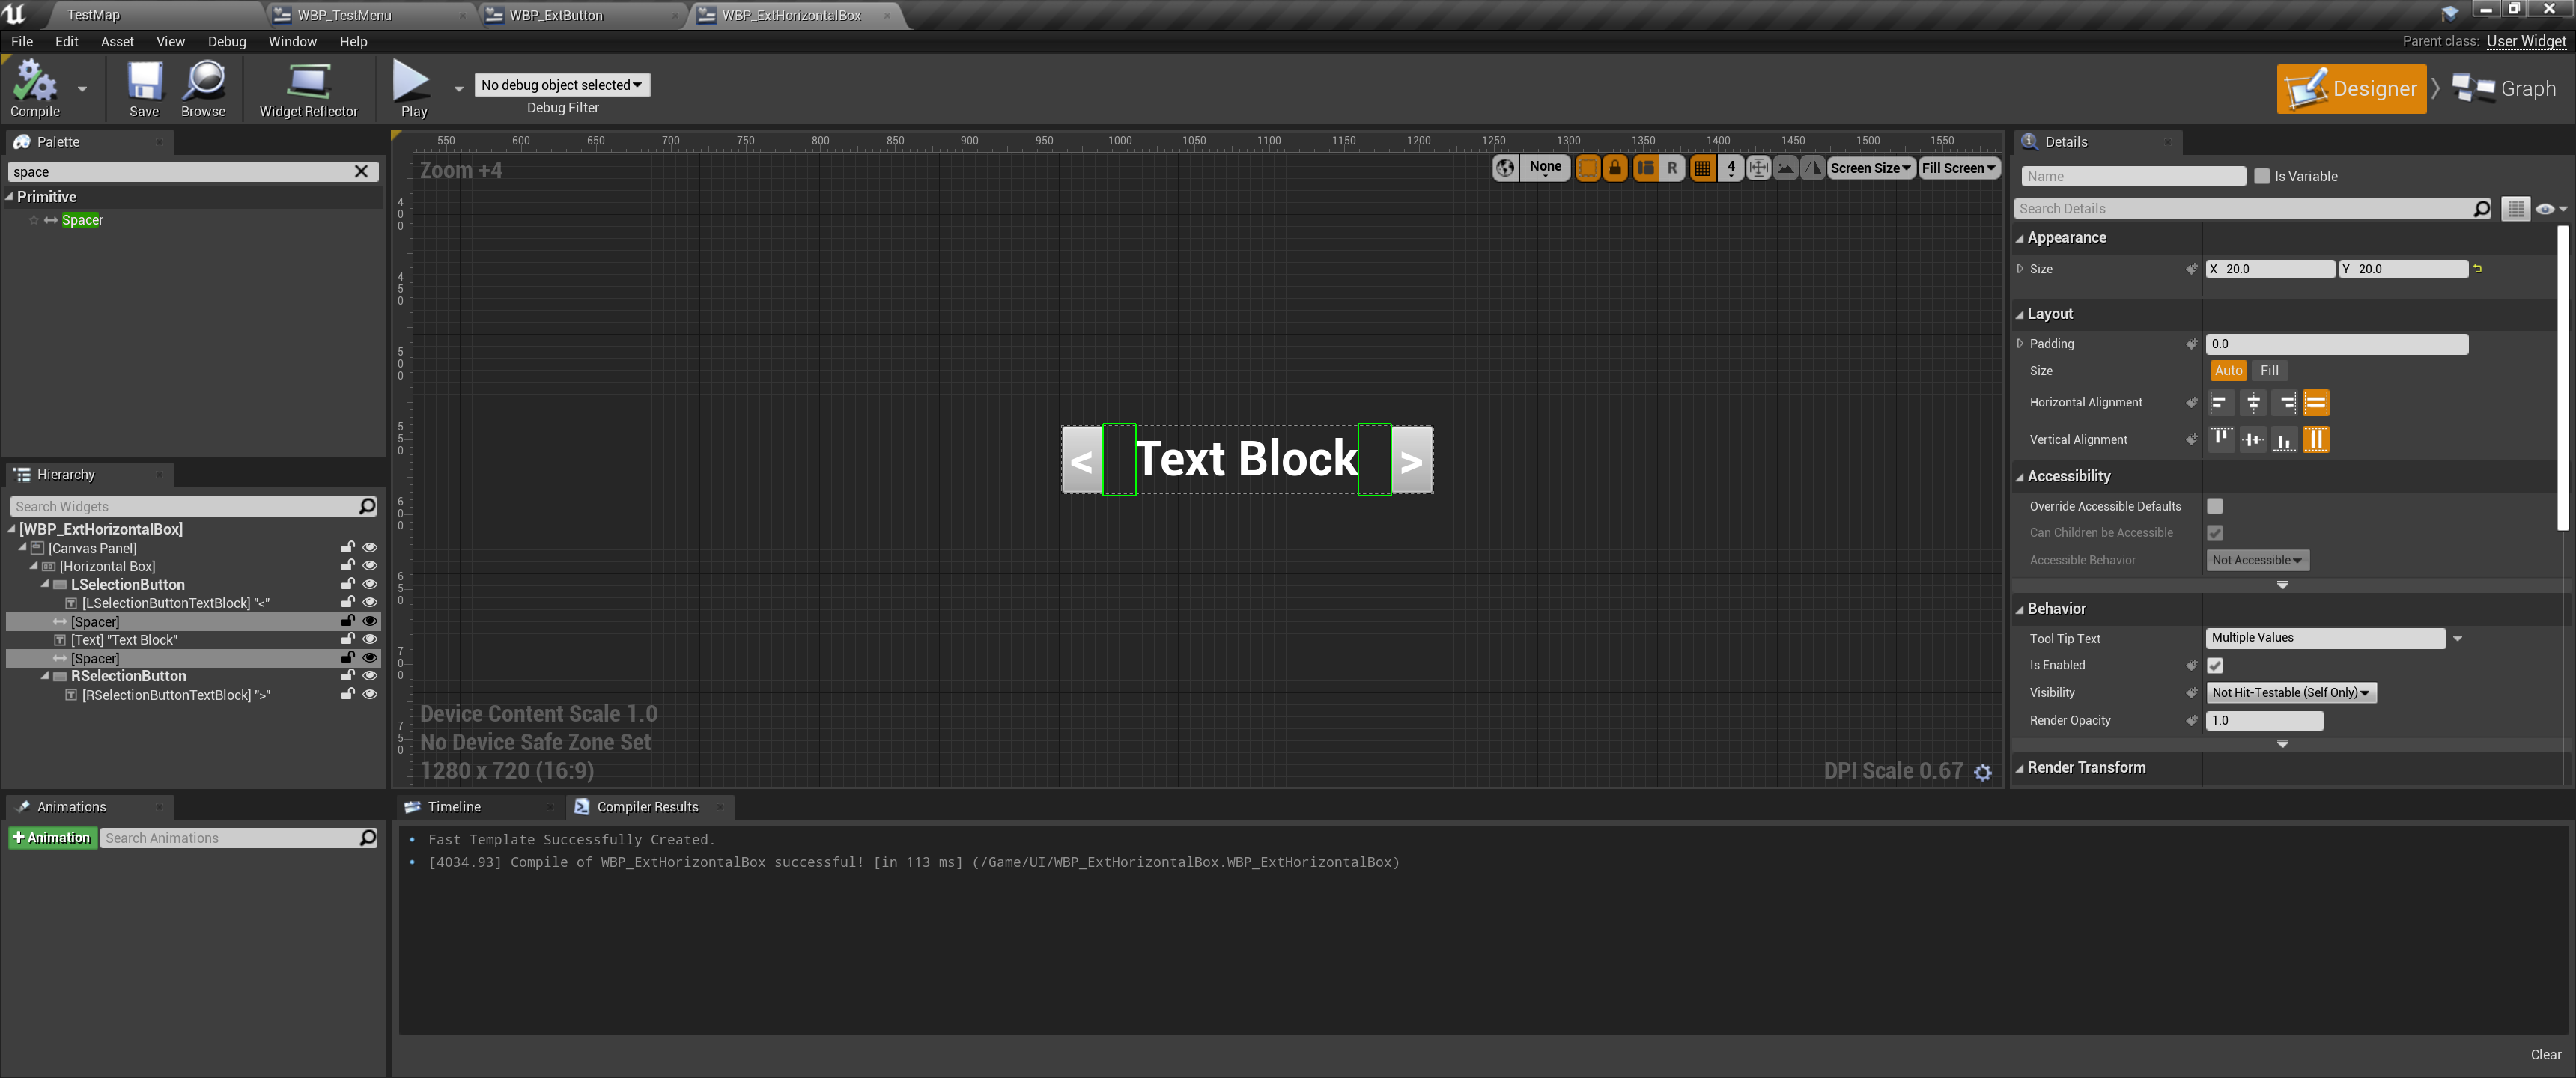 TestMap
WBP_TestMenu
WBP_ExtButton
WBP_ExtHorizontalBox
File Edit Asset View Debug Window Help
Parent class: User Widget
Compile
Save
Browse
Widget Reflector
Play
No debug object selected
Debug Filter
Designer
Graph
Palette
space
Primitive
Spacer
Hierarchy
Search Widgets
[WBP_ExtHorizontalBox]
[Canvas Panel]
[Horizontal Box]
LSelectionButton
[LSelectionButtonTextBlock] "<"
[Spacer]
[Text] "Text Block"
[Spacer]
RSelectionButton
[RSelectionButtonTextBlock] ">"
Animations
+ Animation
Search Animations
550 600 650 700 750 800 850 900 950 1000 1050 1100 1150 1200 1250 1300 1350 1400 1450 1500 1550
400
450
500
550
600
650
700
750
Zoom +4
None
R
4
Screen Size
Fill Screen
< Text Block >
Device Content Scale 1.0
No Device Safe Zone Set
1280 x 720 (16:9)
DPI Scale 0.67
Timeline
Compiler Results
Fast Template Successfully Created.
[4034.93] Compile of WBP_ExtHorizontalBox successful! [in 113 ms] (/Game/UI/WBP_ExtHorizontalBox.WBP_ExtHorizontalBox)
Clear
Details
Name
Is Variable
Search Details
Appearance
Size X 20.0 Y 20.0
Layout
Padding 0.0
Size Auto Fill
Horizontal Alignment
Vertical Alignment
Accessibility
Override Accessible Defaults
Can Children be Accessible
Accessible Behavior Not Accessible
Behavior
Tool Tip Text Multiple Values
Is Enabled
Visibility Not Hit-Testable (Self Only)
Render Opacity 1.0
Render Transform